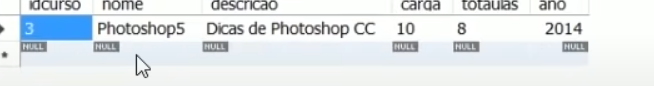 idcurso nome descricao carga totaulas ano
3 Photoshop5 Dicas de Photoshop CC 10 8 2014
* NULL NULL NULL NULL NULL NULL